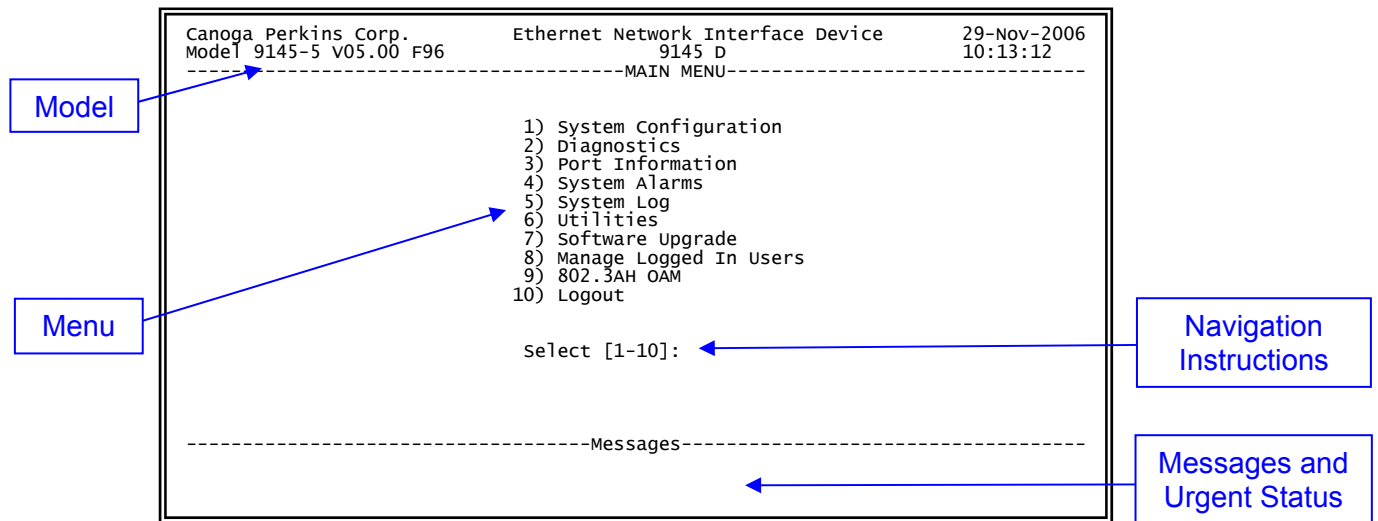 Canoga Perkins Corp. Ethernet Network Interface Device 29-Nov-2006
Model 9145-5 V05.00 F96 9145 D 10:13:12
---------------------------------------MAIN MENU--------------------------------
Model
1) System Configuration
2) Diagnostics
3) Port Information
4) System Alarms
5) System Log
6) Utilities
7) Software Upgrade
8) Manage Logged In Users
9) 802.3AH OAM
10) Logout
Menu
Select [1-10]:
Navigation
Instructions
------------------------------------Messages------------------------------------
Messages and
Urgent Status